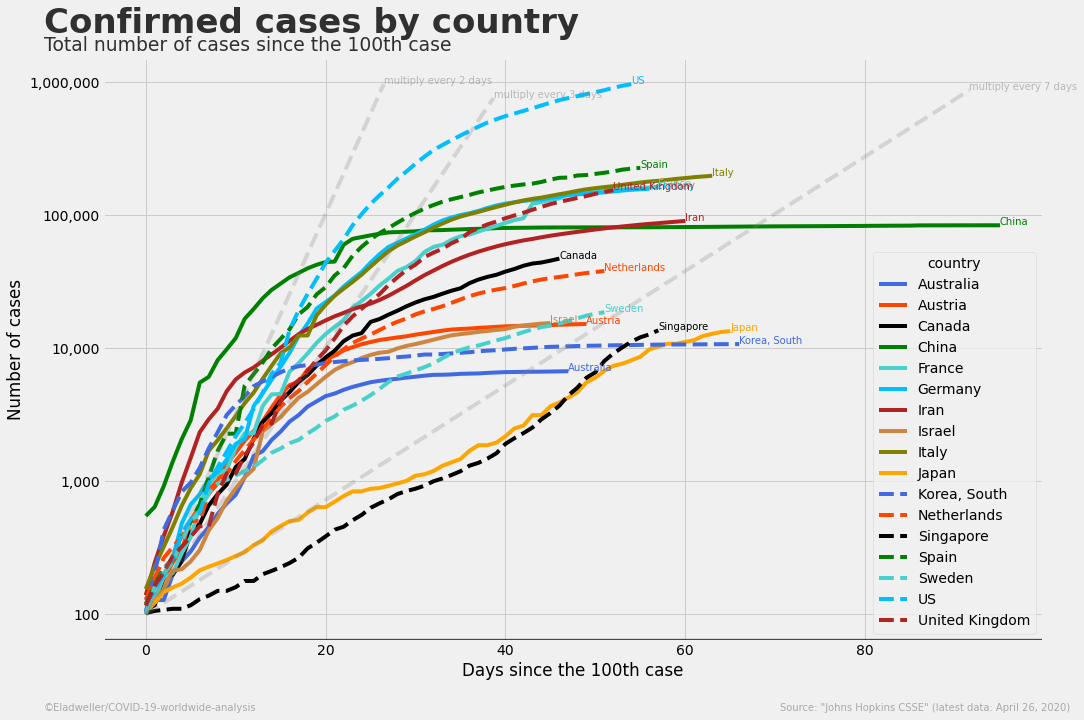 Confirmed cases by country
Total number of cases since the 100th case
Number of cases
1,000,000
100,000
10,000
1,000
100
0
20
40
60
80
Days since the 100th case
multiply every 2 days
multiply every 3 days
multiply every 7 days
US
Spain
Italy
United Kingdom
Iran
China
Canada
Netherlands
Sweden
Israel
Austria
Singapore
Japan
Korea, South
Australia
country
Australia
Austria
Canada
China
France
Germany
Iran
Israel
Italy
Japan
Korea, South
Netherlands
Singapore
Spain
Sweden
US
United Kingdom
©Eladweller/COVID-19-worldwide-analysis
Source: "Johns Hopkins CSSE" (latest data: April 26, 2020)